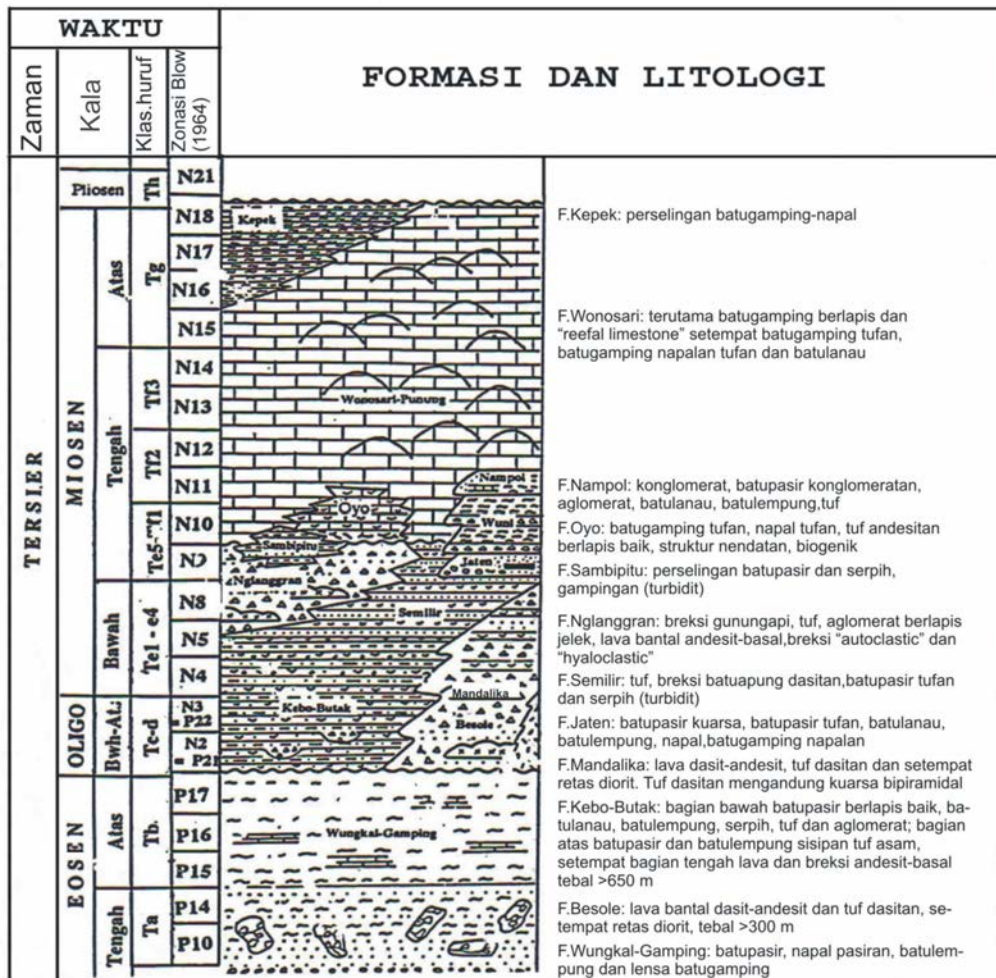 WAKTU
FORMASI DAN LITOLOGI
Zaman
Kala
Klas.huruf
Zonasi Blow
(1964)
TERSIER
Pliosen
MIOSEN
Atas
Tengah
Bawah
OLIGO
Bwh-At.
EOSEN
Atas
Tengah
Th
Tg
Tf3
Tf2
Te5-Tf1
Te1 - e4
Tc-d
Tb.
Ta
N21
N18
N17
N16
N15
N14
N13
N12
N11
N10
N8
N5
N4
N3
= P22
N2
= P21
P17
P16
P15
P14
P10
Kepek
Wonosari-Punung
Nampol
Oyo
Wuni
Sambipitu
Jaten
Nglanggran
Semilir
?
Mandalika
Kebo-Butak
Besole
Wungkal-Gamping
F.Kepek: perselingan batugamping-napal
F.Wonosari: terutama batugamping berlapis dan
“reefal limestone” setempat batugamping tufan,
batugamping napalan tufan dan batulanau
F.Nampol: konglomerat, batupasir konglomeratan,
aglomerat, batulanau, batulempung,tuf
F.Oyo: batugamping tufan, napal tufan, tuf andesitan
berlapis baik, struktur nendatan, biogenik
F.Sambipitu: perselingan batupasir dan serpih,
gampingan (turbidit)
F.Nglanggran: breksi gunungapi, tuf, aglomerat berlapis
jelek, lava bantal andesit-basal,breksi “autoclastic” dan
“hyaloclastic”
F.Semilir: tuf, breksi batuapung dasitan,batupasir tufan
dan serpih (turbidit)
F.Jaten: batupasir kuarsa, batupasir tufan, batulanau,
batulempung, napal,batugamping napalan
F.Mandalika: lava dasit-andesit, tuf dasitan dan setempat
retas diorit. Tuf dasitan mengandung kuarsa bipiramidal
F.Kebo-Butak: bagian bawah batupasir berlapis baik, ba-
tulanau, batulempung, serpih, tuf dan aglomerat; bagian
atas batupasir dan batulempung sisipan tuf asam,
setempat bagian tengah lava dan breksi andesit-basal
tebal >650 m
F.Besole: lava bantal dasit-andesit dan tuf dasitan, se-
tempat retas diorit, tebal >300 m
F.Wungkal-Gamping: batupasir, napal pasiran, batulem-
pung dan lensa batugamping